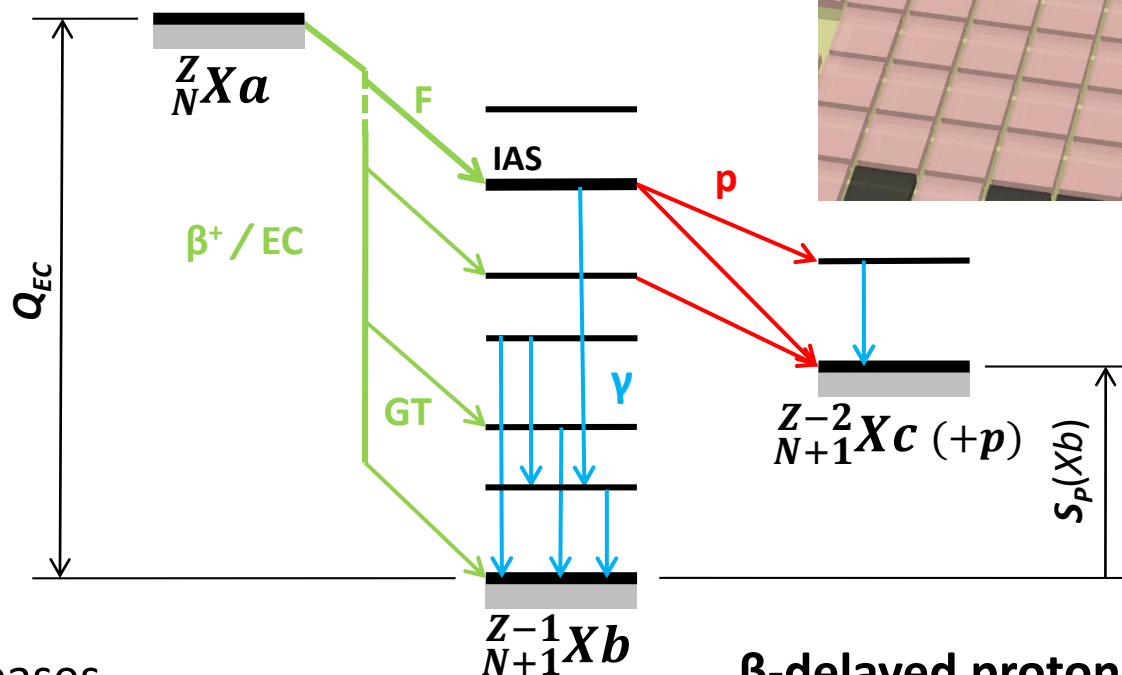 Z
N Xa
F
IAS
p
β⁺ / EC
Q_EC
γ
GT
Z−2
N+1 Xc (+p)
S_P(Xb)
Z−1
N+1 Xb
β-delayed proton